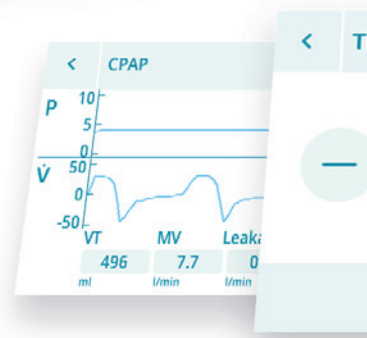 < CPAP
P
10
5
0
V̇
50
0
-50
VT MV
496 7.7 0
ml l/min l/min
< T